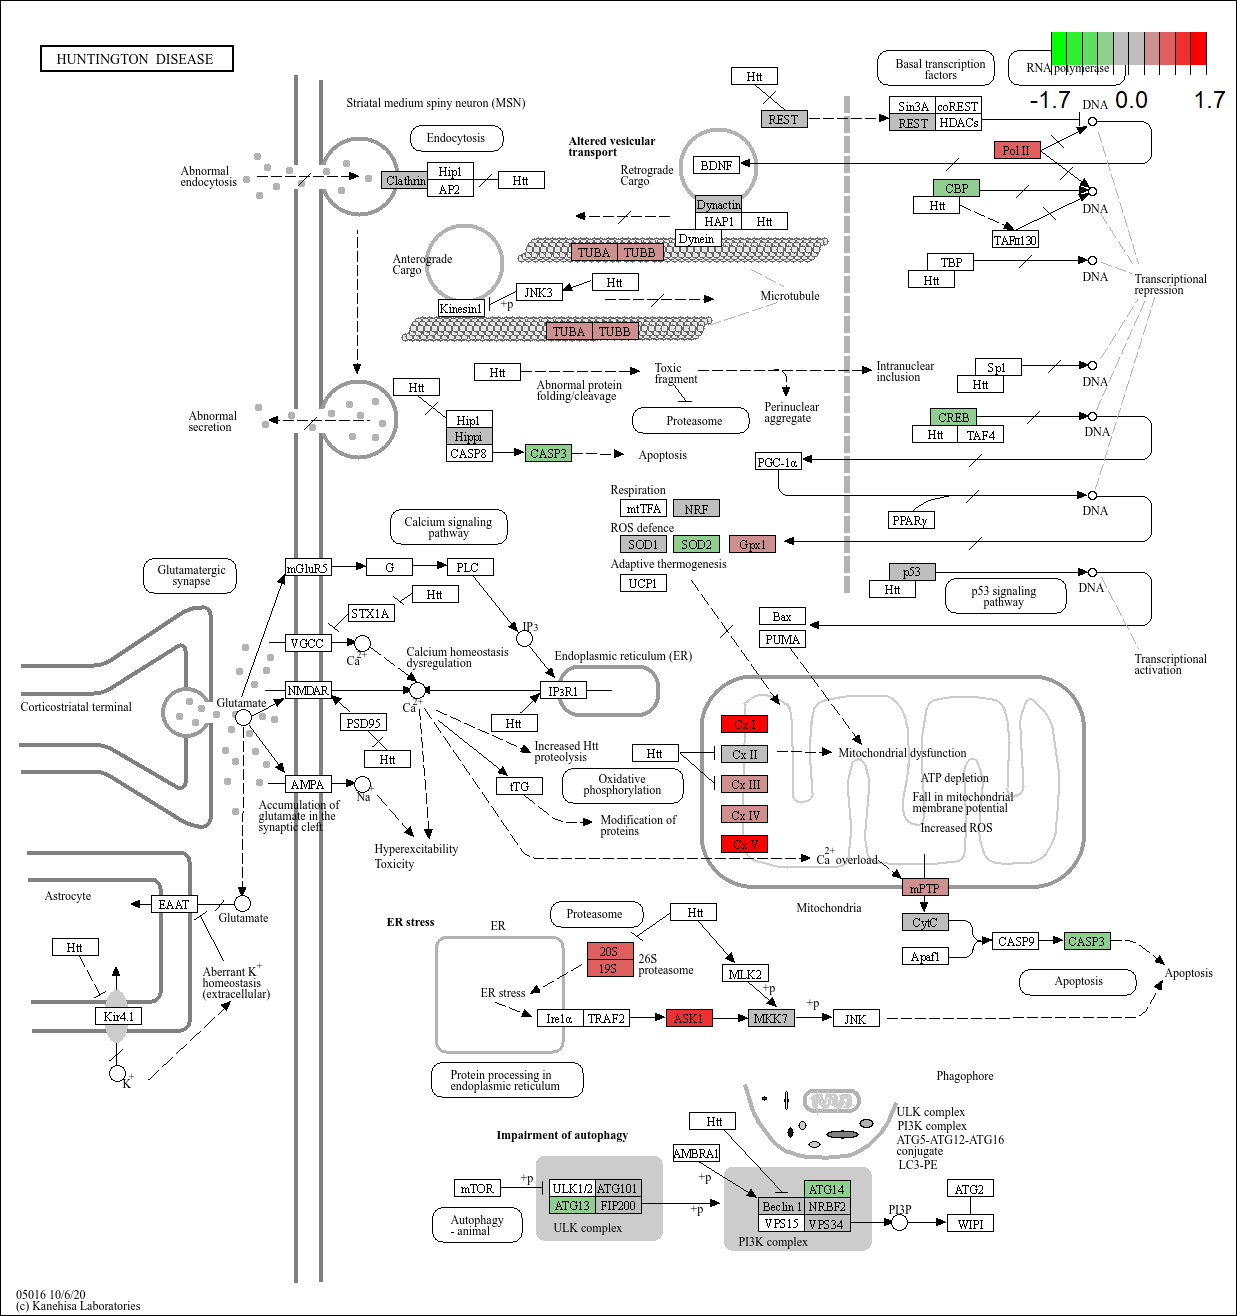 HUNTINGTON DISEASE
-1.7 0.0 1.7
Striatal medium spiny neuron (MSN)
Endocytosis
Abnormal
endocytosis
Clathrin
Hip1
AP2
Htt
Altered vesicular
transport
Retrograde
Cargo
BDNF
Dynactin
HAP1
Htt
Dynein
TUBA
TUBB
Anterograde
Cargo
JNK3
Htt
Kinesin1
+p
TUBA
TUBB
Microtubule
Htt
REST
Basal transcription
factors
RNA polymerase
Sin3A
coREST
REST
HDACs
DNA
Pol II
CBP
Htt
TAFII130
DNA
TBP
Htt
DNA
Transcriptional
repression
Htt
Abnormal protein
folding/cleavage
Toxic
fragment
Proteasome
Perinuclear
aggregate
Intranuclear
inclusion
Sp1
Htt
DNA
CREB
Htt
TAF4
DNA
Abnormal
secretion
Htt
Hip1
Hippi
CASP8
CASP3
Apoptosis
PGC-1α
PPARγ
DNA
Respiration
mtTFA
NRF
ROS defence
SOD1
SOD2
Gpx1
Adaptive thermogenesis
UCP1
p53
Htt
DNA
p53 signaling
pathway
Bax
PUMA
Transcriptional
activation
Calcium signaling
pathway
Glutamatergic
synapse
mGluR5
G
PLC
Htt
STX1A
VGCC
Ca2+
IP3
Calcium homeostasis
dysregulation
Endoplasmic reticulum (ER)
NMDAR
Ca2+
IP3R1
Htt
Glutamate
Corticostriatal terminal
PSD95
Htt
AMPA
Na+
Accumulation of
glutamate in the
synaptic cleft
Increased Htt
proteolysis
tTG
Modification of
proteins
Hyperexcitability
Toxicity
Htt
Oxidative
phosphorylation
Cx I
Cx II
Cx III
Cx IV
Cx V
Mitochondrial dysfunction
ATP depletion
Fall in mitochondrial
membrane potential
Increased ROS
Ca2+ overload
mPTP
Mitochondria
CytC
Apaf1
CASP9
CASP3
Apoptosis
Apoptosis
Astrocyte
EAAT
Glutamate
Htt
Kir4.1
K+
Aberrant K+
homeostasis
(extracellular)
ER stress
ER
Proteasome
Htt
20S
19S
26S
proteasome
ER stress
MLK2
+p
Ire1α
TRAF2
ASK1
MKK7
+p
JNK
Protein processing in
endoplasmic reticulum
Phagophore
ULK complex
PI3K complex
ATG5-ATG12-ATG16
conjugate
LC3-PE
Impairment of autophagy
Htt
AMBRA1
+p
mTOR
+p
ULK1/2
ATG101
ATG13
FIP200
ULK complex
+p
ATG14
Beclin 1
NRBF2
VPS15
VPS34
PI3K complex
PI3P
ATG2
WIPI
Autophagy
- animal
05016 10/6/20
(c) Kanehisa Laboratories